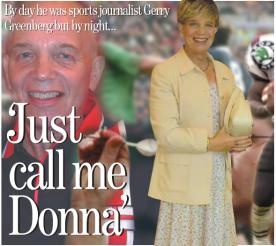 By day he was sports journalist Gerry
Greenberg but by night...
'Just
call me
Donna'